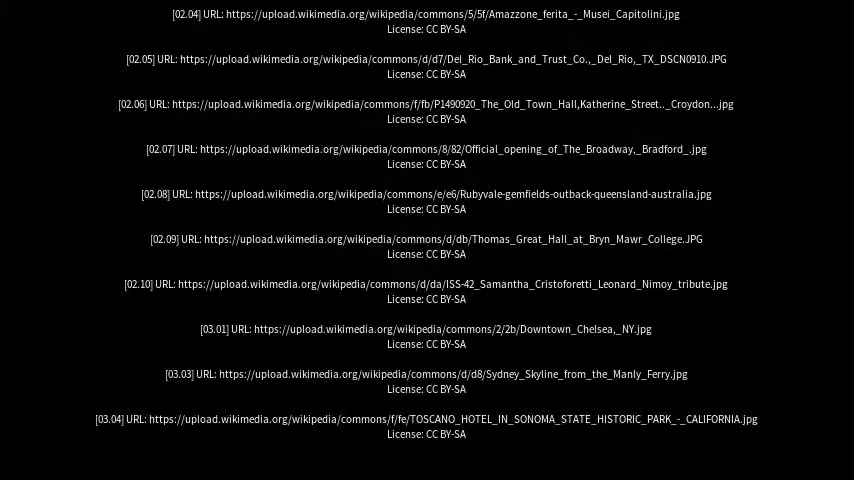 [02.04] URL: https://upload.wikimedia.org/wikipedia/commons/5/5f/Amazzone_ferita_-_Musei_Capitolini.jpg
License: CC BY-SA
[02.05] URL: https://upload.wikimedia.org/wikipedia/commons/d/d7/Del_Rio_Bank_and_Trust_Co.,_Del_Rio,_TX_DSCN0910.JPG
License: CC BY-SA
[02.06] URL: https://upload.wikimedia.org/wikipedia/commons/f/fb/P1490920_The_Old_Town_Hall,Katherine_Street.._Croydon...jpg
License: CC BY-SA
[02.07] URL: https://upload.wikimedia.org/wikipedia/commons/8/82/Official_opening_of_The_Broadway,_Bradford_.jpg
License: CC BY-SA
[02.08] URL: https://upload.wikimedia.org/wikipedia/commons/e/e6/Rubyvale-gemfields-outback-queensland-australia.jpg
License: CC BY-SA
[02.09] URL: https://upload.wikimedia.org/wikipedia/commons/d/db/Thomas_Great_Hall_at_Bryn_Mawr_College.JPG
License: CC BY-SA
[02.10] URL: https://upload.wikimedia.org/wikipedia/commons/d/da/ISS-42_Samantha_Cristoforetti_Leonard_Nimoy_tribute.jpg
License: CC BY-SA
[03.01] URL: https://upload.wikimedia.org/wikipedia/commons/2/2b/Downtown_Chelsea,_NY.jpg
License: CC BY-SA
[03.03] URL: https://upload.wikimedia.org/wikipedia/commons/d/d8/Sydney_Skyline_from_the_Manly_Ferry.jpg
License: CC BY-SA
[03.04] URL: https://upload.wikimedia.org/wikipedia/commons/f/fe/TOSCANO_HOTEL_IN_SONOMA_STATE_HISTORIC_PARK_-_CALIFORNIA.jpg
License: CC BY-SA